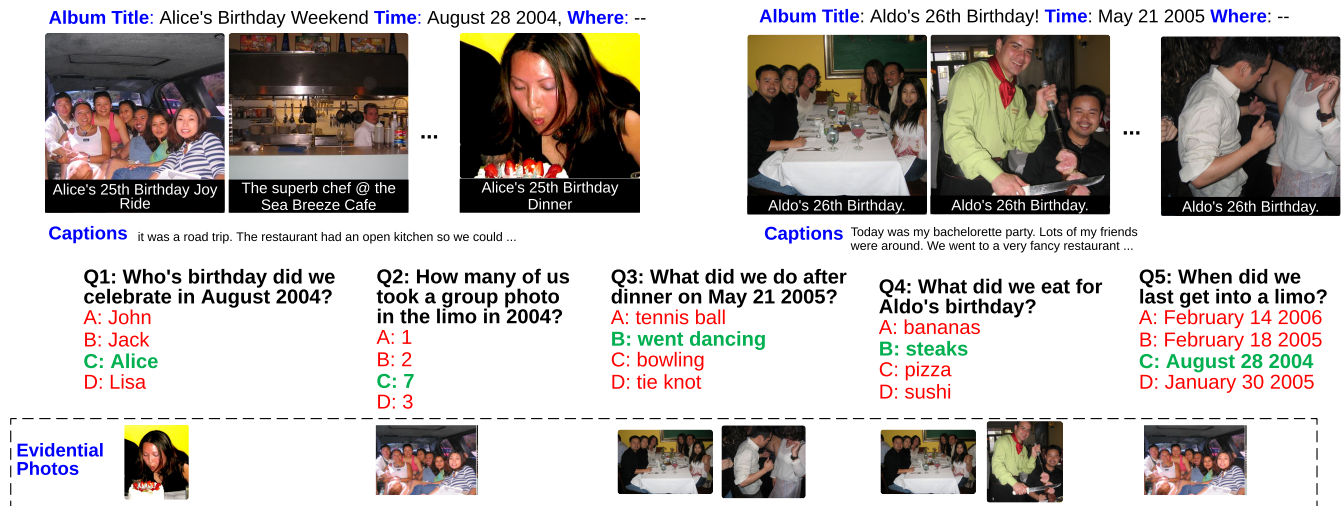 Album Title: Alice's Birthday Weekend Time: August 28 2004, Where: --
Alice's 25th Birthday Joy
Ride
The superb chef @ the
Sea Breeze Cafe
...
Alice's 25th Birthday
Dinner
Captions it was a road trip. The restaurant had an open kitchen so we could ...
Album Title: Aldo's 26th Birthday! Time: May 21 2005 Where: --
Aldo's 26th Birthday.
Aldo's 26th Birthday.
...
Aldo's 26th Birthday.
Captions Today was my bachelorette party. Lots of my friends
were around. We went to a very fancy restaurant ...
Q1: Who's birthday did we
celebrate in August 2004?
A: John
B: Jack
C: Alice
D: Lisa
Q2: How many of us
took a group photo
in the limo in 2004?
A: 1
B: 2
C: 7
D: 3
Q3: What did we do after
dinner on May 21 2005?
A: tennis ball
B: went dancing
C: bowling
D: tie knot
Q4: What did we eat for
Aldo's birthday?
A: bananas
B: steaks
C: pizza
D: sushi
Q5: When did we
last get into a limo?
A: February 14 2006
B: February 18 2005
C: August 28 2004
D: January 30 2005
Evidential
Photos